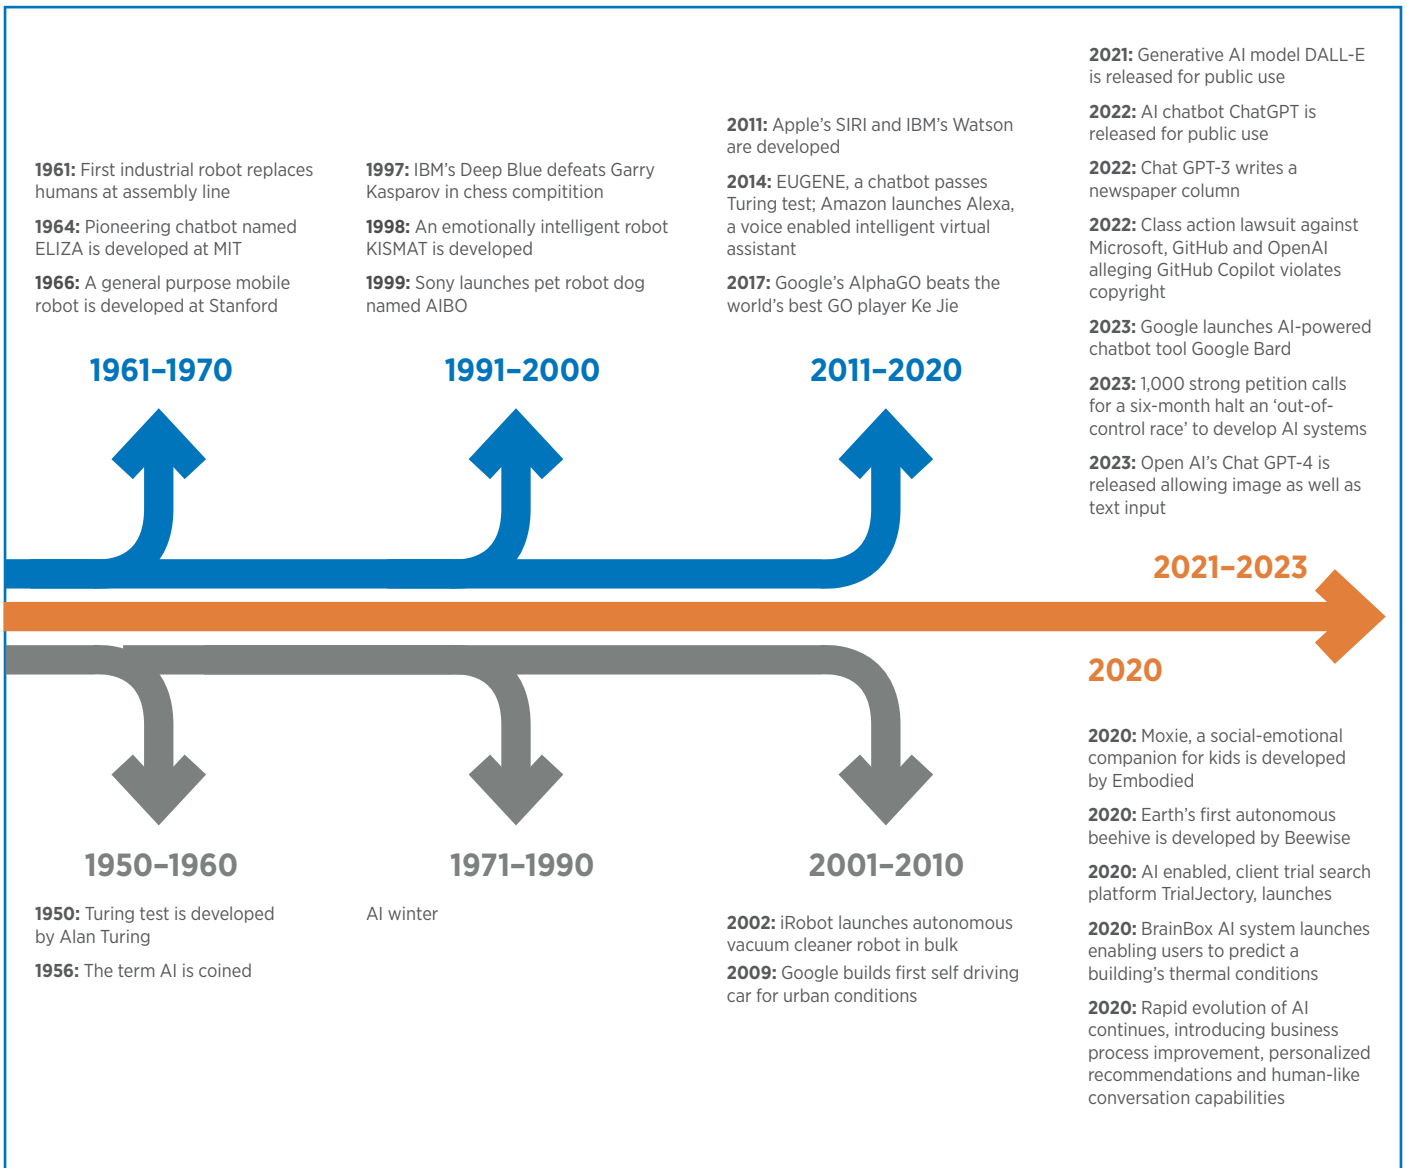 1961: First industrial robot replaces
humans at assembly line
1964: Pioneering chatbot named
ELIZA is developed at MIT
1966: A general purpose mobile
robot is developed at Stanford
1961–1970
1997: IBM's Deep Blue defeats Garry
Kasparov in chess compitition
1998: An emotionally intelligent robot
KISMAT is developed
1999: Sony launches pet robot dog
named AIBO
1991–2000
2011: Apple's SIRI and IBM's Watson
are developed
2014: EUGENE, a chatbot passes
Turing test; Amazon launches Alexa,
a voice enabled intelligent virtual
assistant
2017: Google's AlphaGO beats the
world's best GO player Ke Jie
2011–2020
2021: Generative AI model DALL-E
is released for public use
2022: AI chatbot ChatGPT is
released for public use
2022: Chat GPT-3 writes a
newspaper column
2022: Class action lawsuit against
Microsoft, GitHub and OpenAI
alleging GitHub Copilot violates
copyright
2023: Google launches AI-powered
chatbot tool Google Bard
2023: 1,000 strong petition calls
for a six-month halt an 'out-of-
control race' to develop AI systems
2023: Open AI's Chat GPT-4 is
released allowing image as well as
text input
2021–2023
1950–1960
1950: Turing test is developed
by Alan Turing
1956: The term AI is coined
1971–1990
AI winter
2001–2010
2002: iRobot launches autonomous
vacuum cleaner robot in bulk
2009: Google builds first self driving
car for urban conditions
2020
2020: Moxie, a social-emotional
companion for kids is developed
by Embodied
2020: Earth's first autonomous
beehive is developed by Beewise
2020: AI enabled, client trial search
platform TrialJectory, launches
2020: BrainBox AI system launches
enabling users to predict a
building's thermal conditions
2020: Rapid evolution of AI
continues, introducing business
process improvement, personalized
recommendations and human-like
conversation capabilities